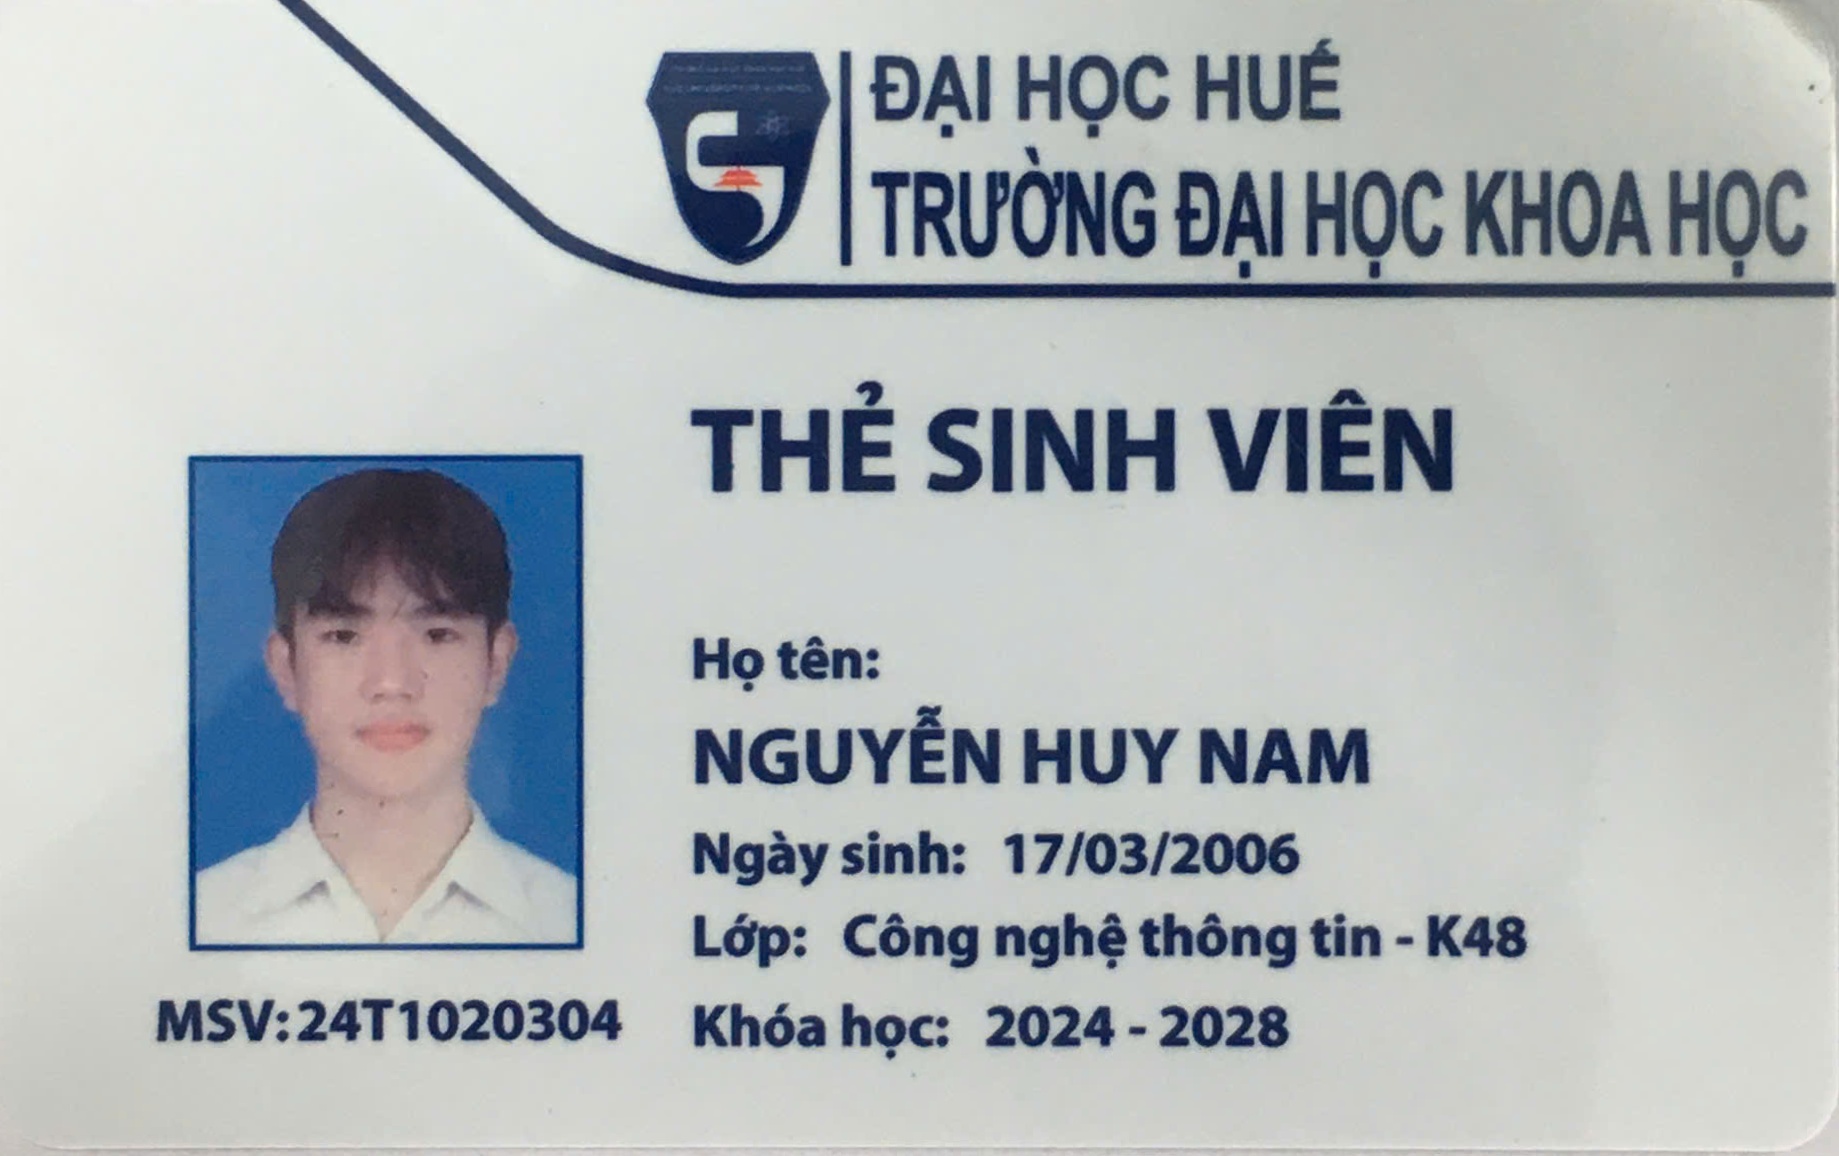 ĐẠI HỌC HUẾ
TRƯỜNG ĐẠI HỌC KHOA HỌC
THẺ SINH VIÊN
Họ tên:
NGUYỄN HUY NAM
Ngày sinh: 17/03/2006
Lớp: Công nghệ thông tin - K48
Khóa học: 2024 - 2028
MSV:24T1020304